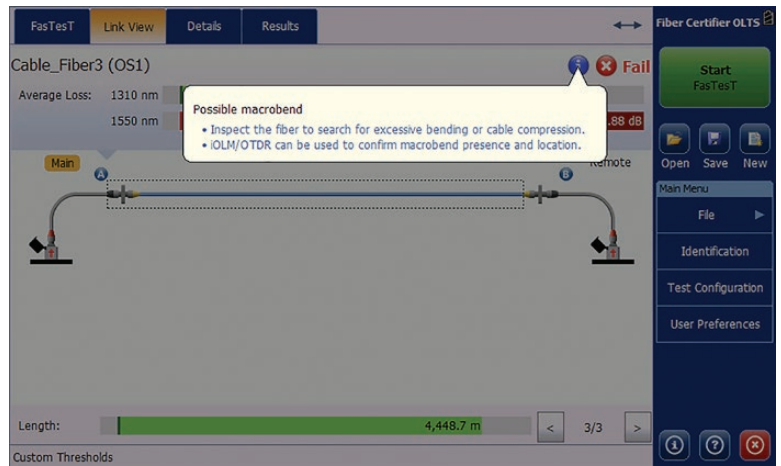 FasTesT Link View Details Results Fiber Certifier OLTS
Cable_Fiber3 (OS1) i Fail
Start
FasTesT
Average Loss: 1310 nm
1550 nm .88 dB
Possible macrobend
• Inspect the fiber to search for excessive bending or cable compression.
• iOLM/OTDR can be used to confirm macrobend presence and location.
Open Save New
Main Remote
A B
Main Menu
File
Identification
Test Configuration
User Preferences
Length: 4,448.7 m < 3/3 >
Custom Thresholds